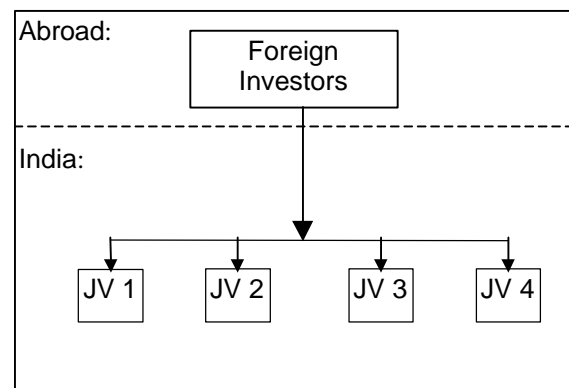 Abroad:
Foreign
Investors
India:
JV 1
JV 2
JV 3
JV 4